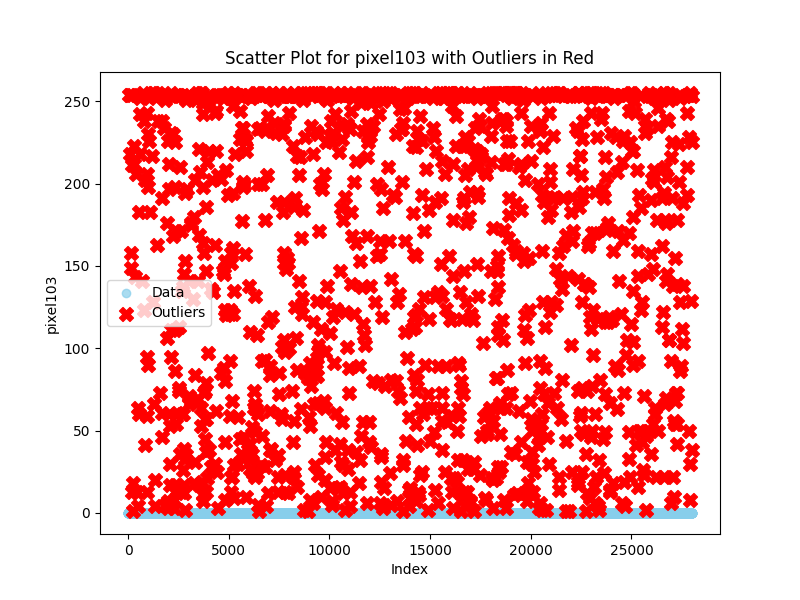 Scatter Plot for pixel103 with Outliers in Red
250
200
150
100
50
0
pixel103
Data
Outliers
0
5000
10000
15000
20000
25000
Index